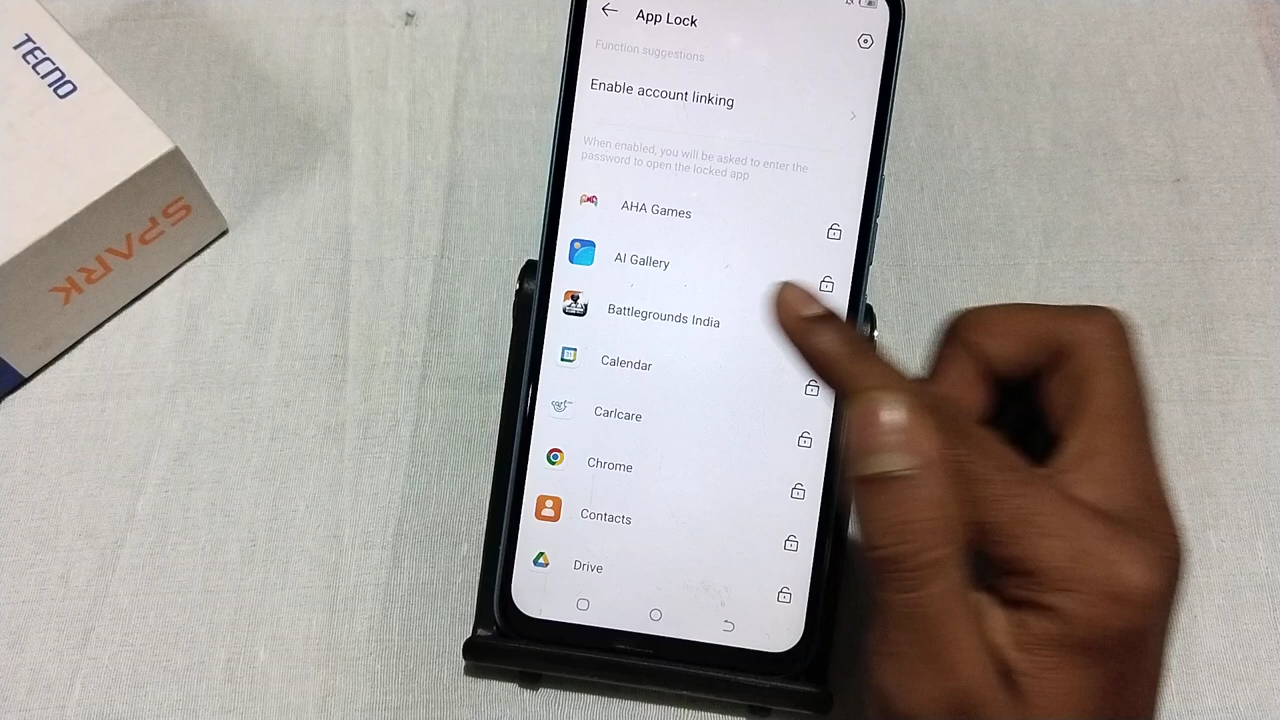 TECNO
SPARK
App Lock
Function suggestions
Enable account linking
When enabled, you will be asked to enter the
password to open the locked app
AHA Games
AI Gallery
Battlegrounds India
31
Calendar
Carlcare
Chrome
Contacts
Drive